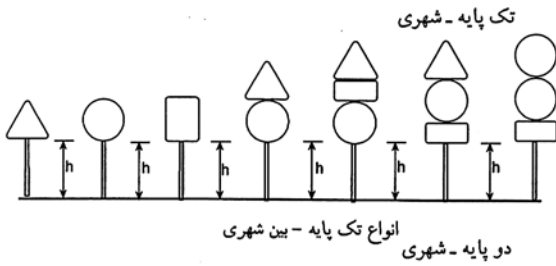 تک پایه - شهری
h h h h h h
انواع تک پایه - بین شهری
دو پایه - شهری